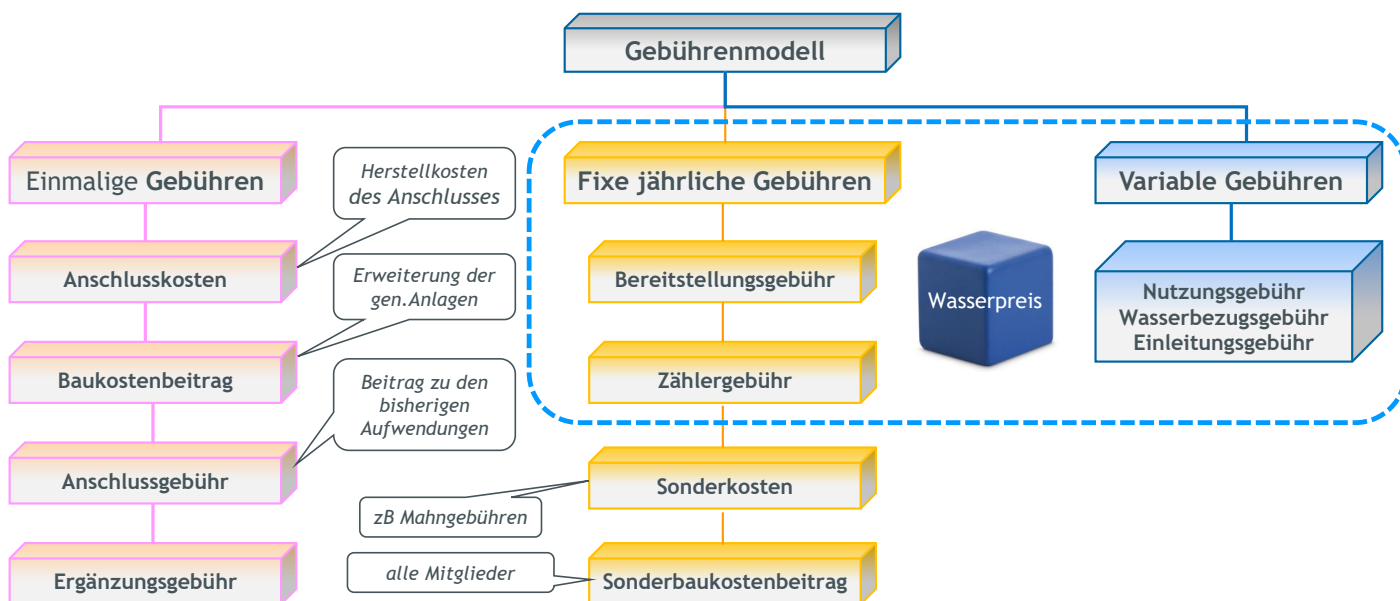 Gebührenmodell
Einmalige Gebühren
Herstellkosten
des Anschlusses
Fixe jährliche Gebühren
Variable Gebühren
Anschlusskosten
Erweiterung der
gen.Anlagen
Bereitstellungsgebühr
Wasserpreis
Nutzungsgebühr
Wasserbezugsgebühr
Einleitungsgebühr
Baukostenbeitrag
Beitrag zu den
bisherigen
Aufwendungen
Zählergebühr
Anschlussgebühr
zB Mahngebühren
Sonderkosten
Ergänzungsgebühr
alle Mitglieder
Sonderbaukostenbeitrag